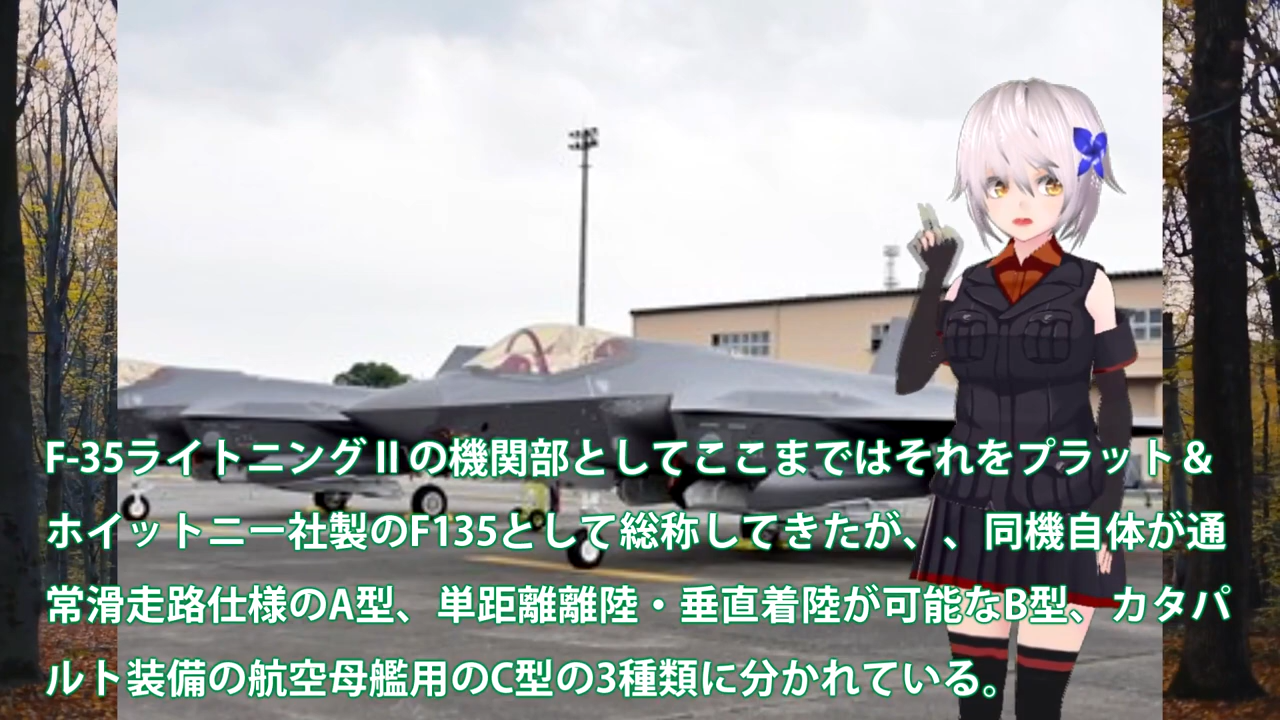 F-35ライトニングⅡの機関部としてここまではそれをプラット＆
ホイットニー社製のF135として総称してきたが、、同機自体が通
常滑走路仕様のA型、単距離離陸・垂直着陸が可能なB型、カタパ
ルト装備の航空母艦用のC型の3種類に分かれている。